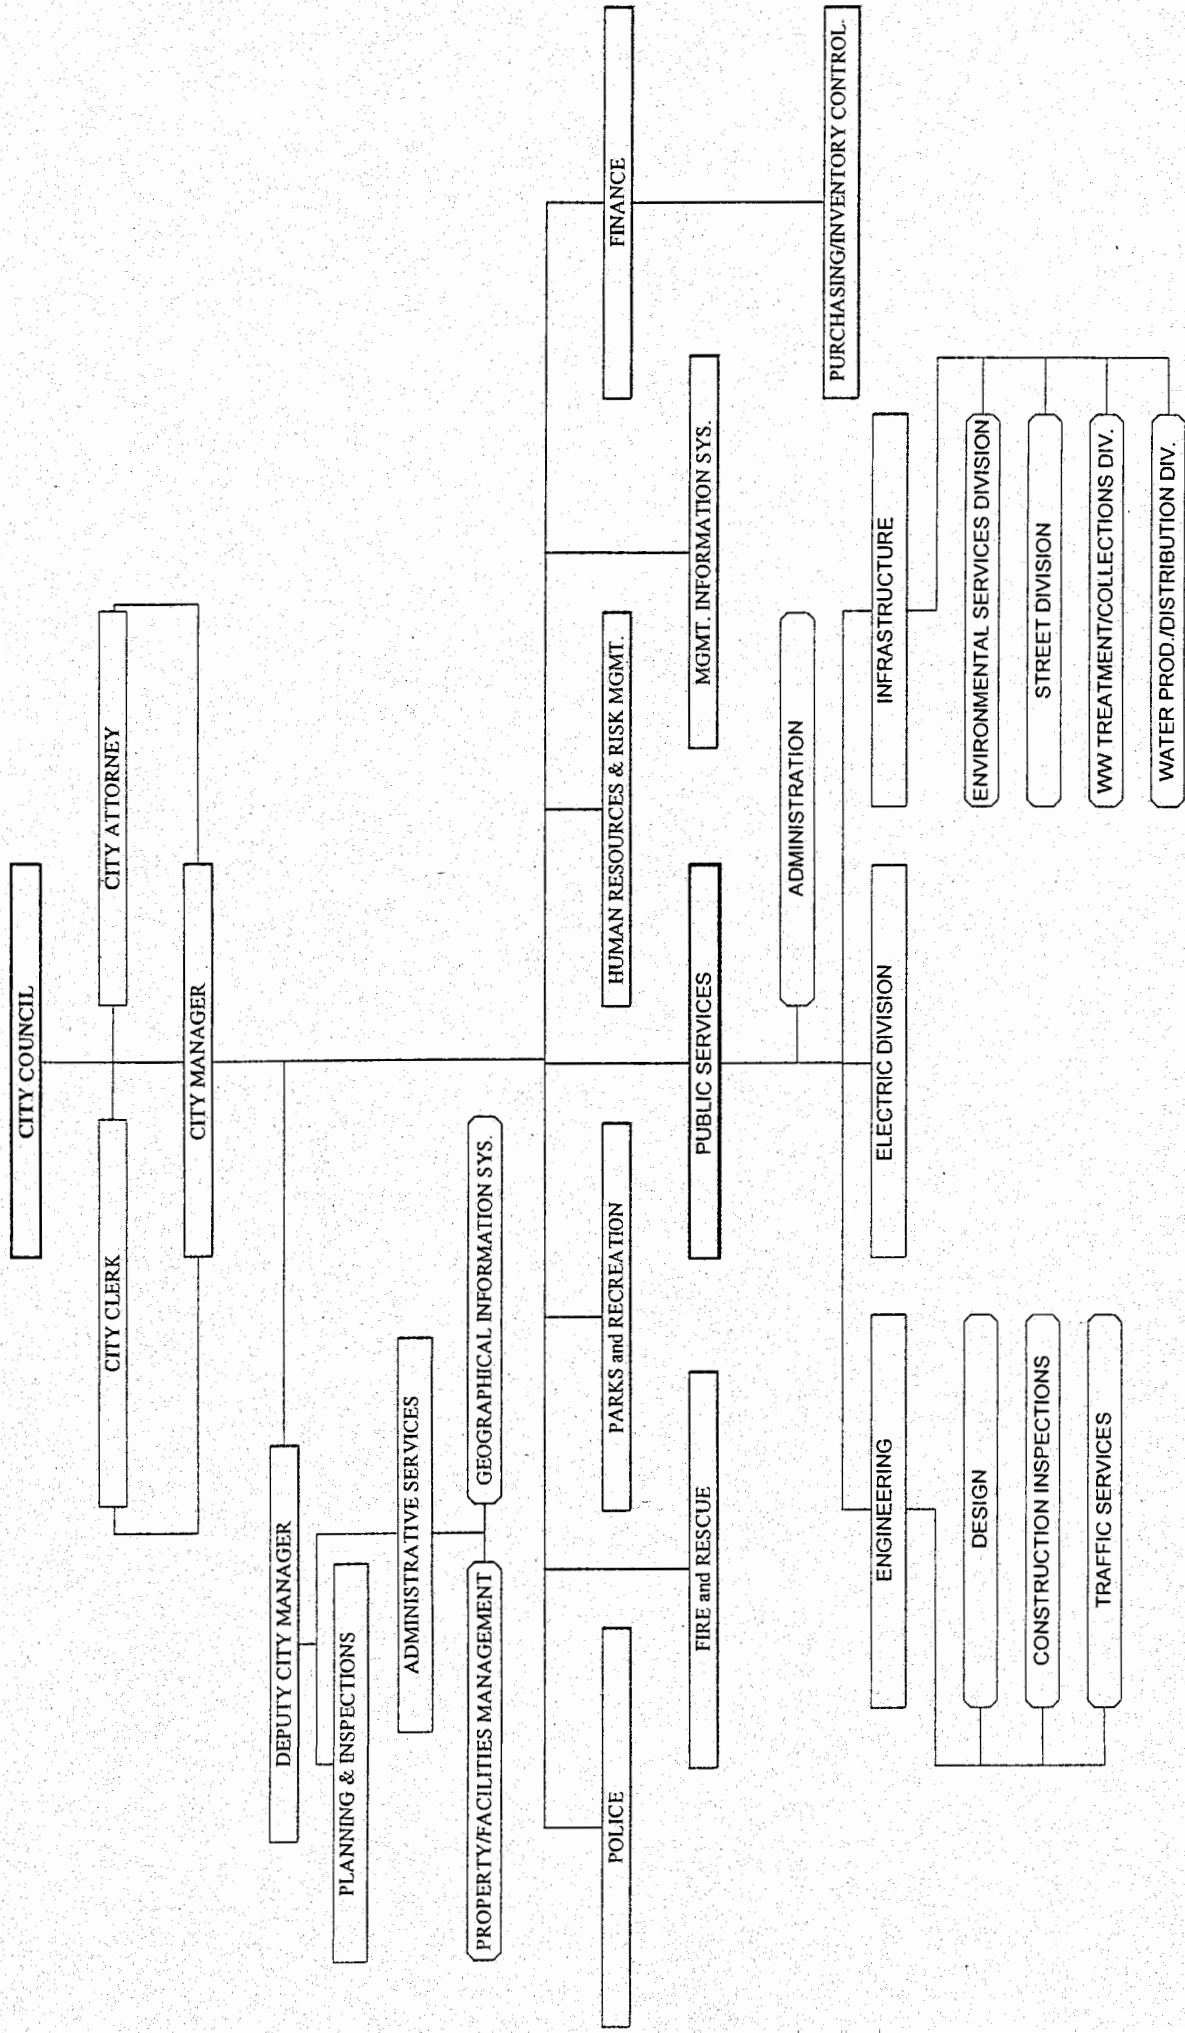 CITY COUNCIL
CITY CLERK
CITY ATTORNEY
CITY MANAGER
DEPUTY CITY MANAGER
PLANNING & INSPECTIONS
ADMINISTRATIVE SERVICES
PROPERTY/FACILITIES MANAGEMENT
GEOGRAPHICAL INFORMATION SYS.
POLICE
PARKS and RECREATION
HUMAN RESOURCES & RISK MGMT.
FINANCE
FIRE and RESCUE
PUBLIC SERVICES
MGMT. INFORMATION SYS.
ADMINISTRATION
PURCHASING/INVENTORY CONTROL
ENGINEERING
ELECTRIC DIVISION
INFRASTRUCTURE
DESIGN
ENVIRONMENTAL SERVICES DIVISION
CONSTRUCTION INSPECTIONS
STREET DIVISION
TRAFFIC SERVICES
WW TREATMENT/COLLECTIONS DIV.
WATER PROD./DISTRIBUTION DIV.